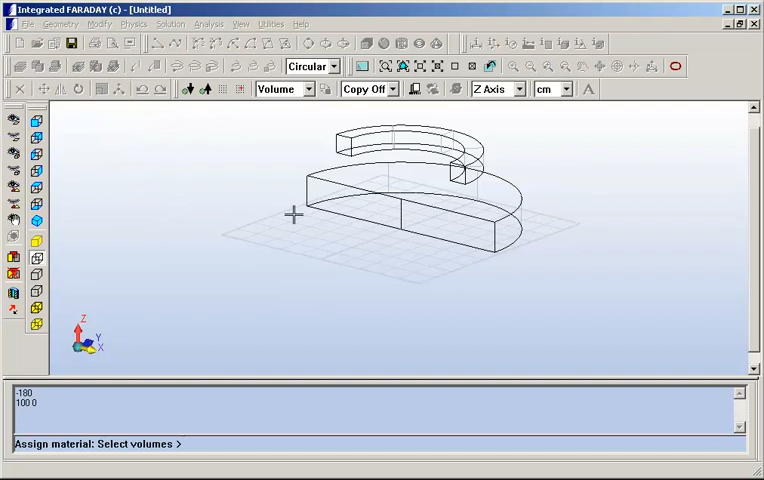 Integrated FARADAY (c) - [Untitled]
File Geometry Modify Physics Solution Analysis View Utilities Help
Circular
Volume Copy Off Z Axis cm A
Z
Y
X
-180
100 0
Assign material: Select volumes >